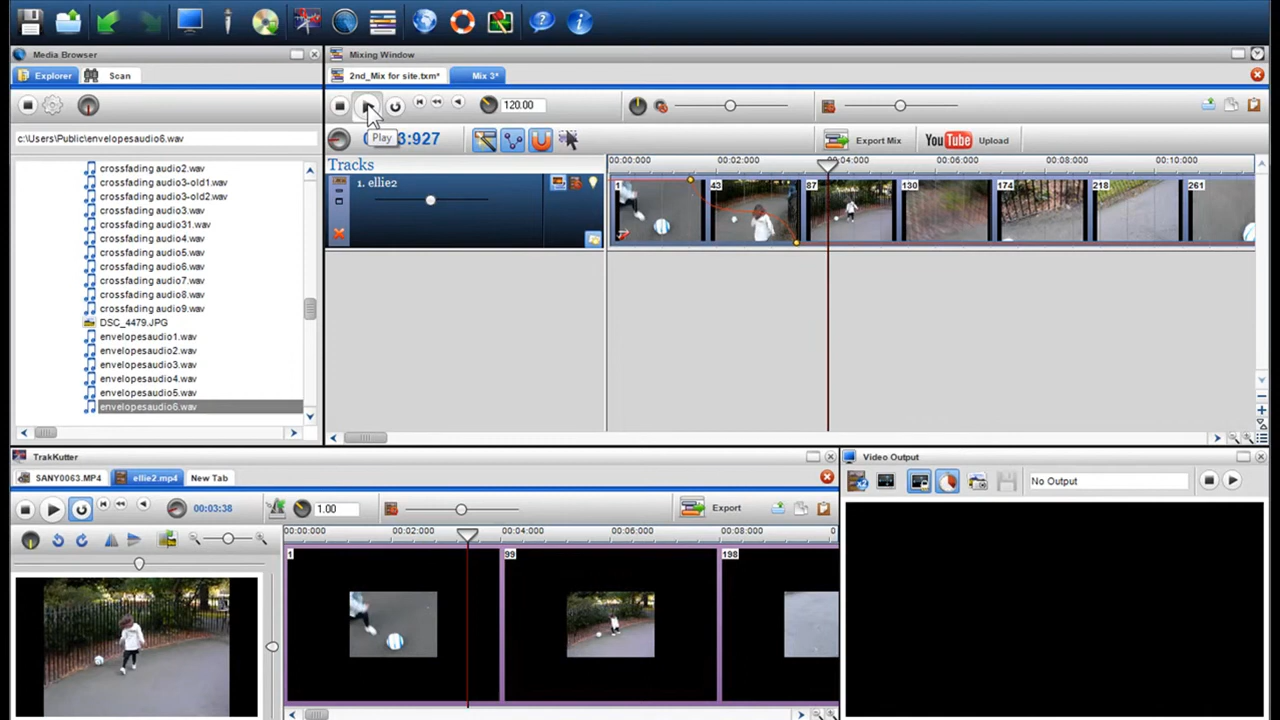 Media Browser
Mixing Window
Explorer
Scan
2nd_Mix for site.txm*
Mix 3*
120.00
c:\Users\Public\envelopesaudio6.wav
Play
3:927
Export Mix
You Tube Upload
crossfading audio2.wav
crossfading audio3-old1.wav
crossfading audio3-old2.wav
crossfading audio3.wav
crossfading audio31.wav
crossfading audio4.wav
crossfading audio5.wav
crossfading audio6.wav
crossfading audio7.wav
crossfading audio8.wav
crossfading audio9.wav
DSC_4479.JPG
envelopesaudio1.wav
envelopesaudio2.wav
envelopesaudio3.wav
envelopesaudio4.wav
envelopesaudio5.wav
envelopesaudio6.wav
Tracks
00:00:000 00:02:000 00:04:000 00:06:000 00:08:000 00:10:000
1. ellie2
1 43 87 130 174 218 261
TrakKutter
SANY0063.MP4
ellie2.mp4
New Tab
00:03:38
1.00
Export
00:00:000 00:02:000 00:04:000 00:06:000 00:08:000 0
1 99 198
Video Output
No Output